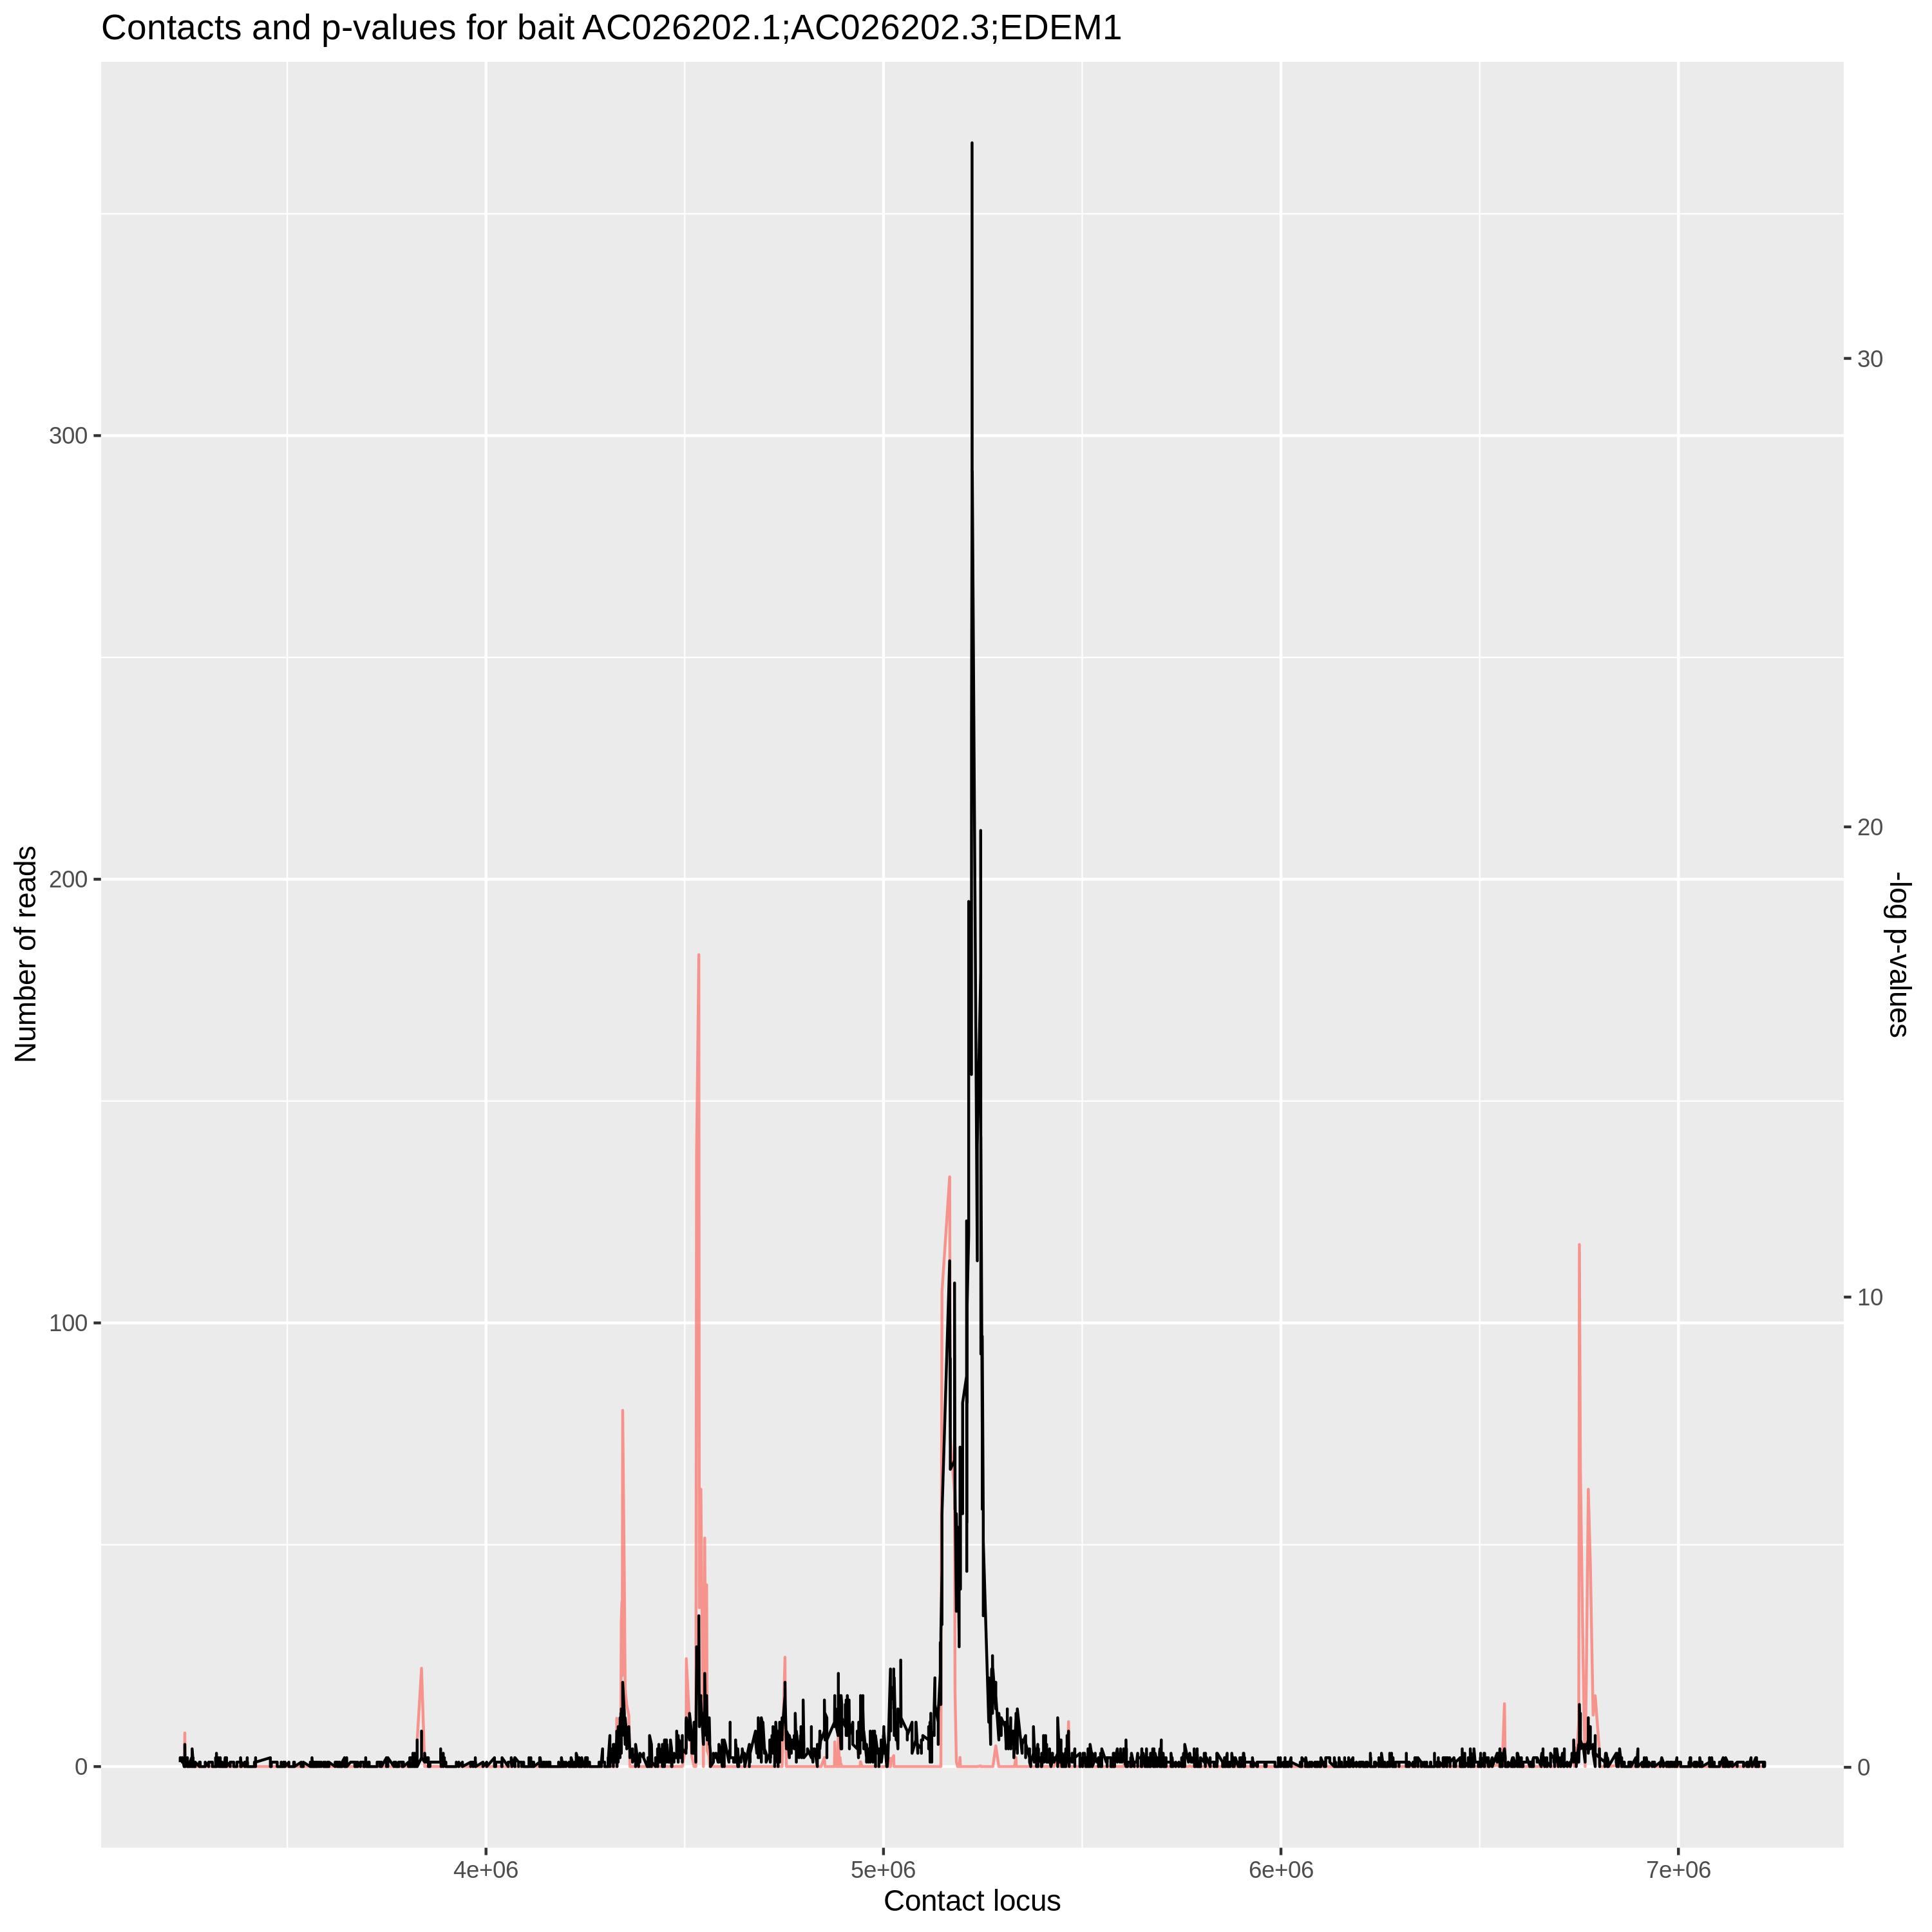 Contacts and p-values for bait AC026202.1;AC026202.3;EDEM1
Number of reads
300
200
100
0
30
20
10
0
-log p-values
4e+06 5e+06 6e+06 7e+06
Contact locus